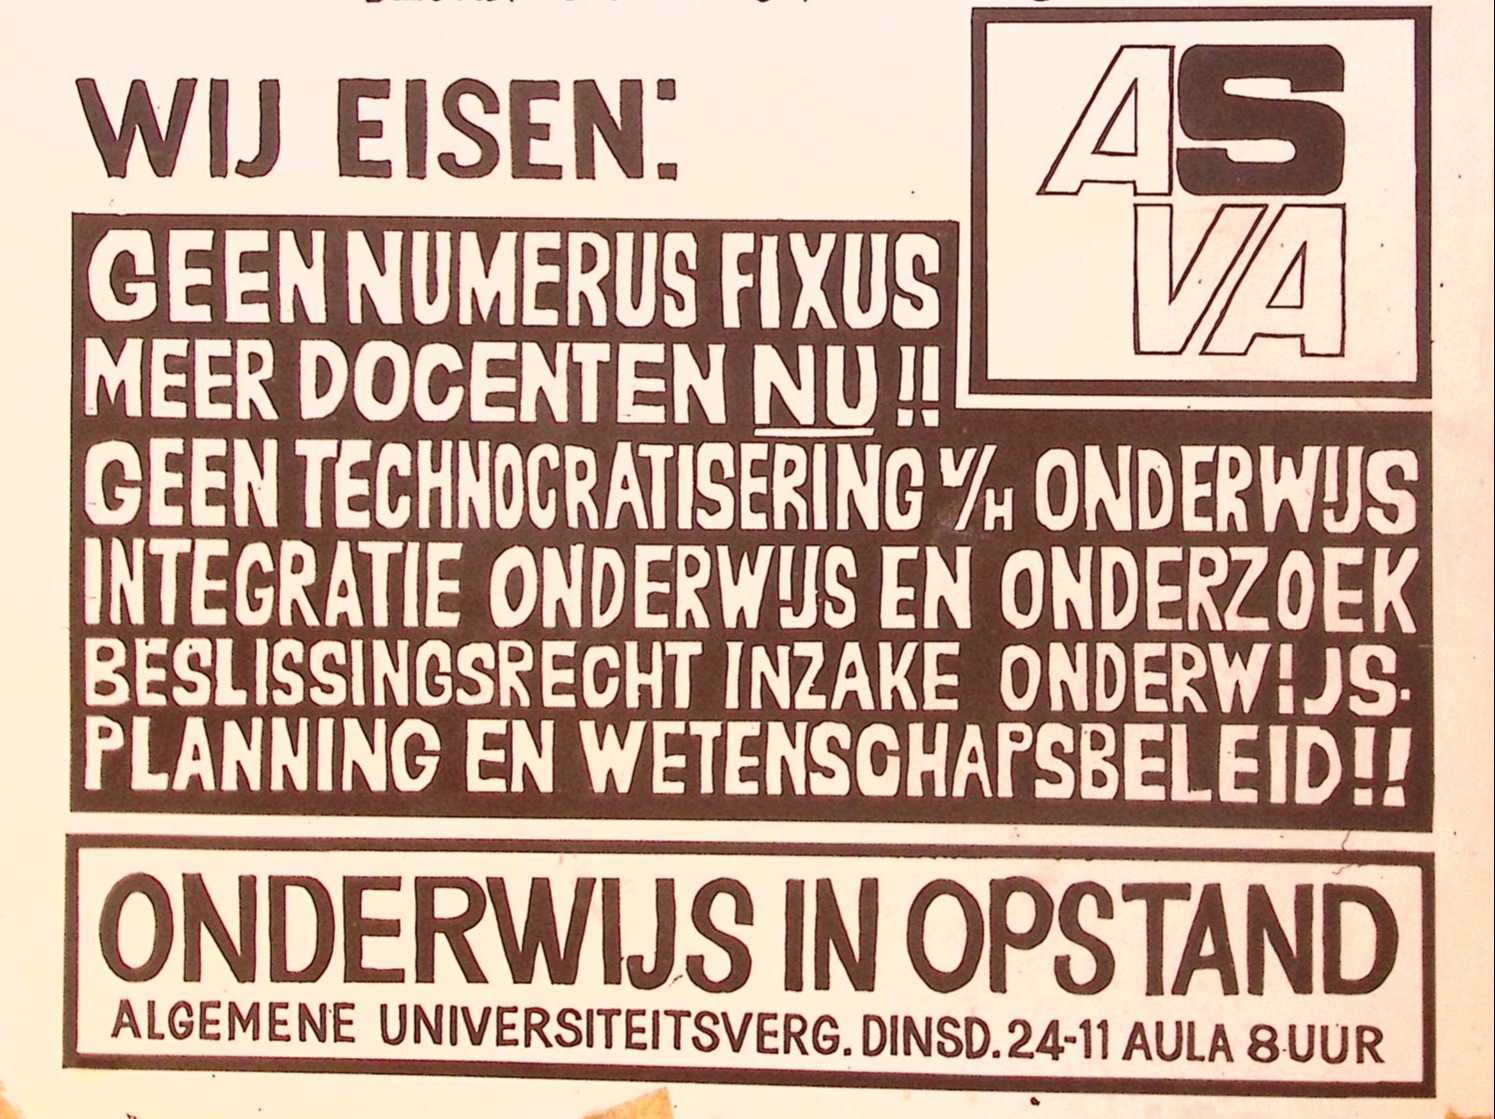 WIJ EISEN:
AS
VA
GEEN NUMERUS FIXUS
MEER DOCENTEN NU !!
GEEN TECHNOCRATISERING V/H ONDERWIJS
INTEGRATIE ONDERWIJS EN ONDERZOEK
BESLISSINGSRECHT INZAKE ONDERWIJS-
PLANNING EN WETENSCHAPSBELEID!!
ONDERWIJS IN OPSTAND
ALGEMENE UNIVERSITEITSVERG. DINSD. 24-11 AULA 8 UUR